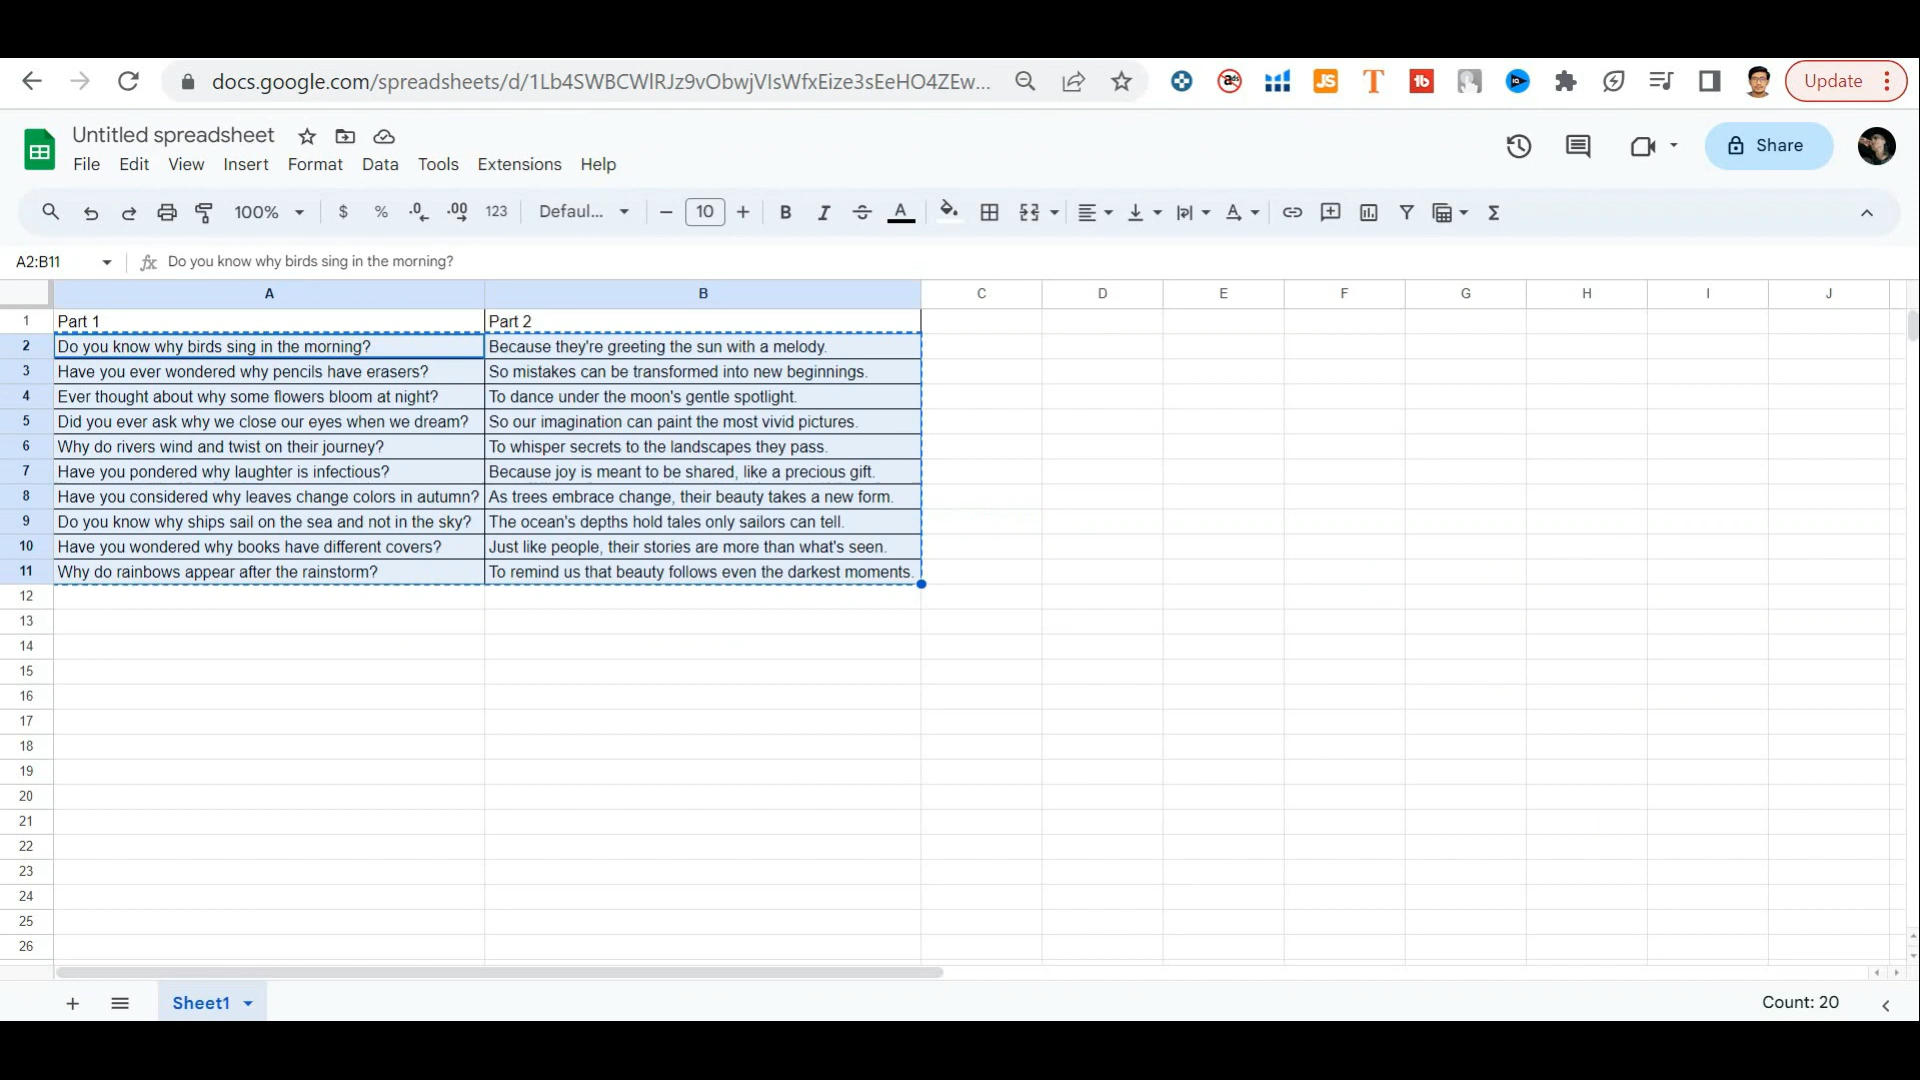 docs.google.com/spreadsheets/d/1Lb4SWBCWlRJz9vObwjVIsWfxEize3sEeHO4ZEw...
Update
Untitled spreadsheet
File Edit View Insert Format Data Tools Extensions Help
Share
100% $ % .0 .00 123 Defaul... 10 B I A
A2:B11 fx Do you know why birds sing in the morning?
A B C D E F G H I J
1 Part 1 Part 2
2 Do you know why birds sing in the morning? Because they're greeting the sun with a melody.
3 Have you ever wondered why pencils have erasers? So mistakes can be transformed into new beginnings.
4 Ever thought about why some flowers bloom at night? To dance under the moon's gentle spotlight.
5 Did you ever ask why we close our eyes when we dream? So our imagination can paint the most vivid pictures.
6 Why do rivers wind and twist on their journey? To whisper secrets to the landscapes they pass.
7 Have you pondered why laughter is infectious? Because joy is meant to be shared, like a precious gift.
8 Have you considered why leaves change colors in autumn? As trees embrace change, their beauty takes a new form.
9 Do you know why ships sail on the sea and not in the sky? The ocean's depths hold tales only sailors can tell.
10 Have you wondered why books have different covers? Just like people, their stories are more than what's seen.
11 Why do rainbows appear after the rainstorm? To remind us that beauty follows even the darkest moments.
12
13
14
15
16
17
18
19
20
21
22
23
24
25
26
Sheet1
Count: 20